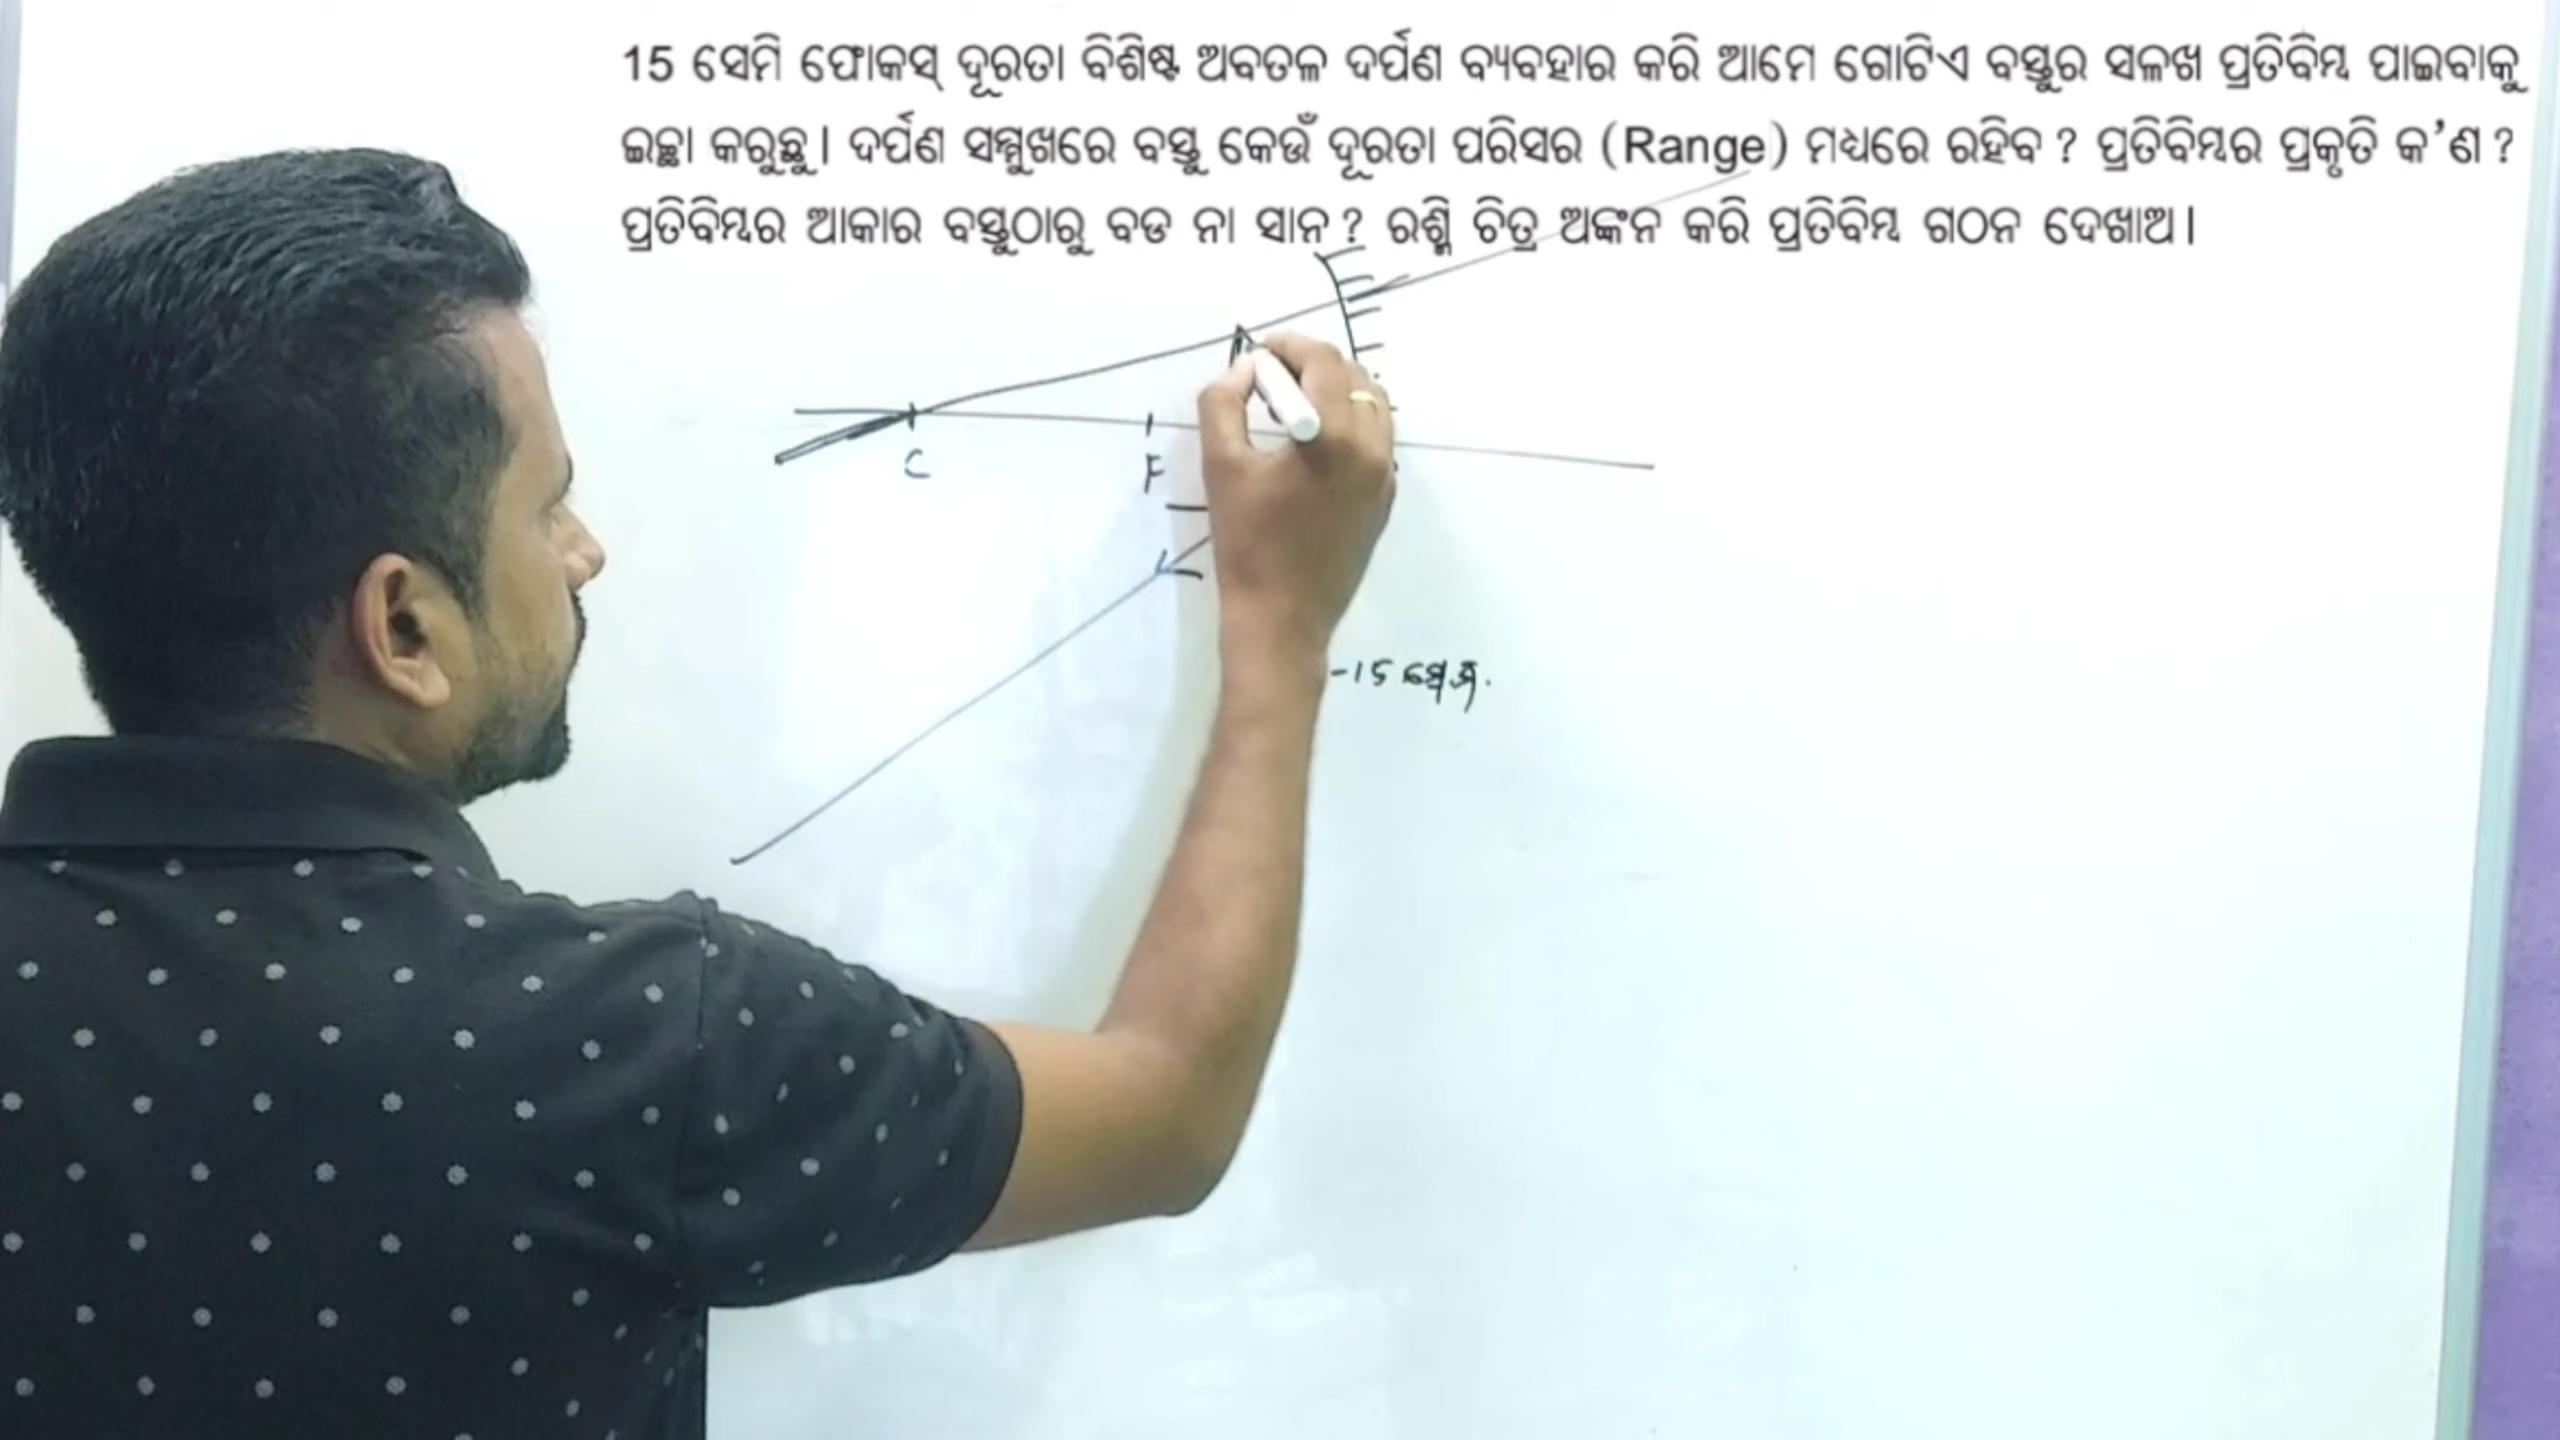 15 ସେମି ଫୋକସ୍ ଦୂରତା ବିଶିଷ୍ଟ ଅବତଳ ଦର୍ପଣ ବ୍ୟବହାର କରି ଆମେ ଗୋଟିଏ ବସ୍ତୁର ସଳଖ ପ୍ରତିବିମ୍ବ ପାଇବାକୁ
ଇଚ୍ଛା କରୁଛୁ। ଦର୍ପଣ ସମ୍ମୁଖରେ ବସ୍ତୁ କେଉଁ ଦୂରତା ପରିସର (Range) ମଧ୍ୟରେ ରହିବ ? ପ୍ରତିବିମ୍ବର ପ୍ରକୃତି କ’ଣ ?
ପ୍ରତିବିମ୍ବର ଆକାର ବସ୍ତୁଠାରୁ ବଡ ନା ସାନ ? ରଶ୍ମି ଚିତ୍ର ଅଙ୍କନ କରି ପ୍ରତିବିମ୍ବ ଗଠନ ଦେଖାଅ।
C
F
-15